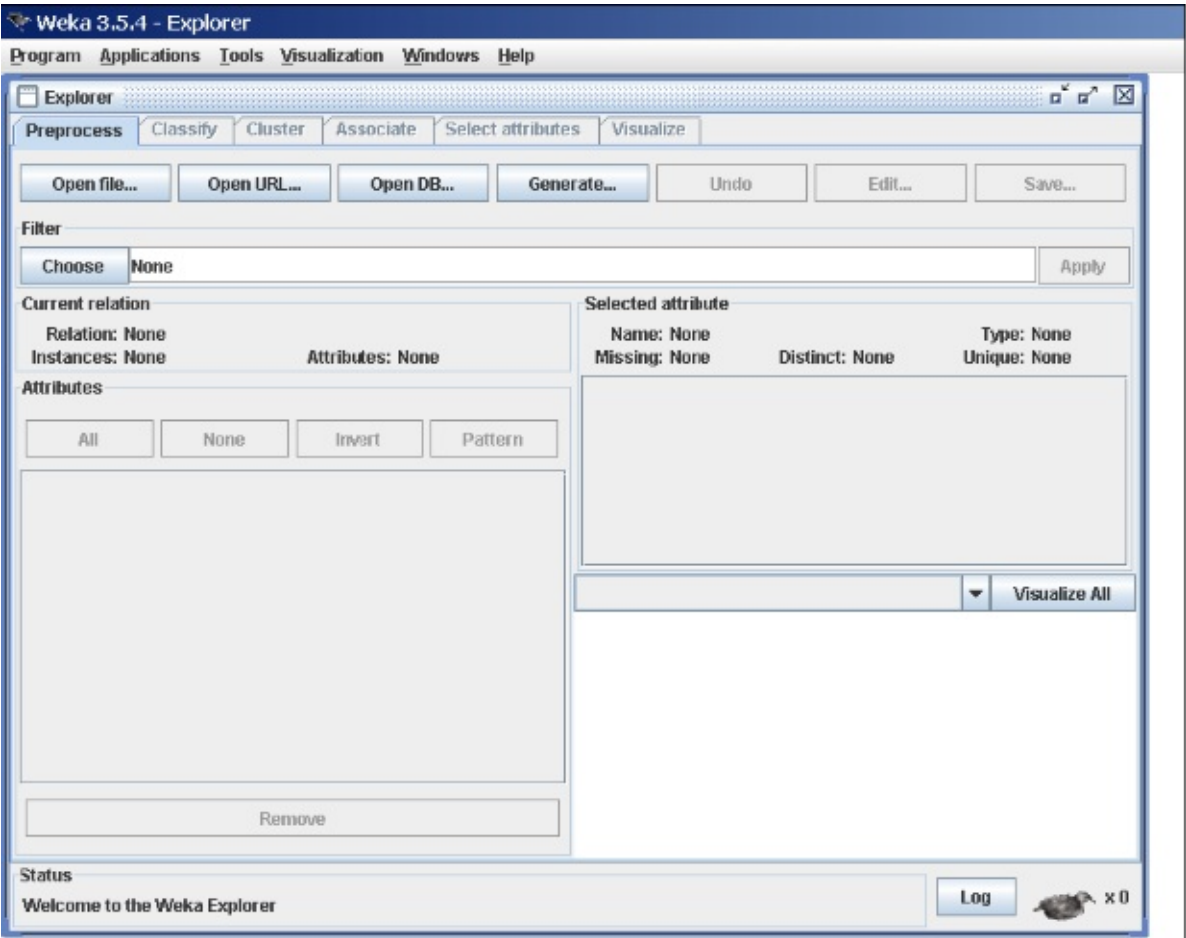 Weka 3.5.4 - Explorer
Program Applications Tools Visualization Windows Help
Explorer
Preprocess Classify Cluster Associate Select attributes Visualize
Open file... Open URL... Open DB... Generate... Undo Edit... Save...
Filter
Choose None Apply
Current relation
Relation: None
Instances: None Attributes: None
Selected attribute
Name: None Type: None
Missing: None Distinct: None Unique: None
Attributes
All None Invert Pattern
Visualize All
Remove
Status
Welcome to the Weka Explorer
Log x 0